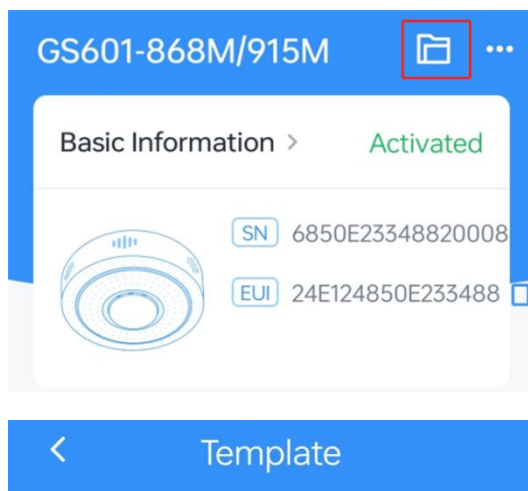 GS601-868M/915M
Basic Information >
Activated
SN 6850E23348820008
EUI 24E124850E233488
Template